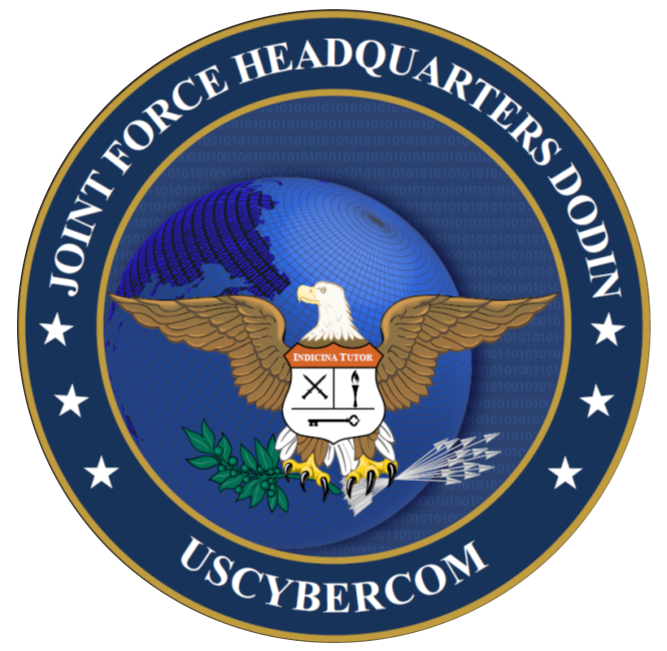 JOINT FORCE HEADQUARTERS DODIN
INDICINA TUTOR
USCYBERCOM